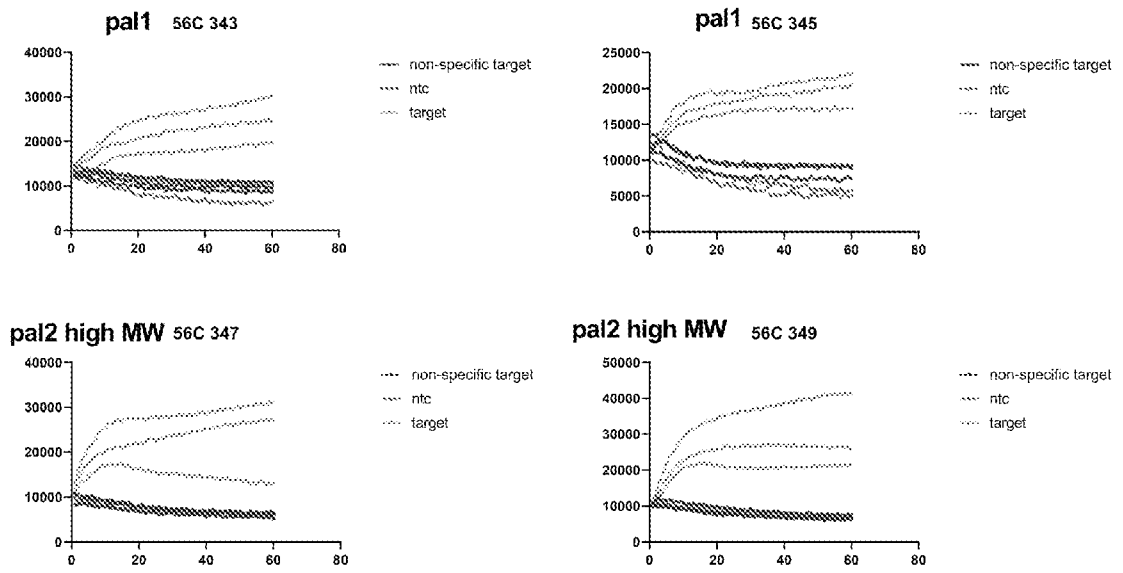 pal1 56C 343
40000
30000
20000
10000
0
0 20 40 60 80
non-specific target
ntc
target
pal1 56C 345
25000
20000
15000
10000
5000
0
0 20 40 60 80
non-specific target
ntc
target
pal2 high MW 56C 347
40000
30000
20000
10000
0
0 20 40 60 80
non-specific target
ntc
target
pal2 high MW 56C 349
50000
40000
30000
20000
10000
0
0 20 40 60 80
non-specific target
ntc
target